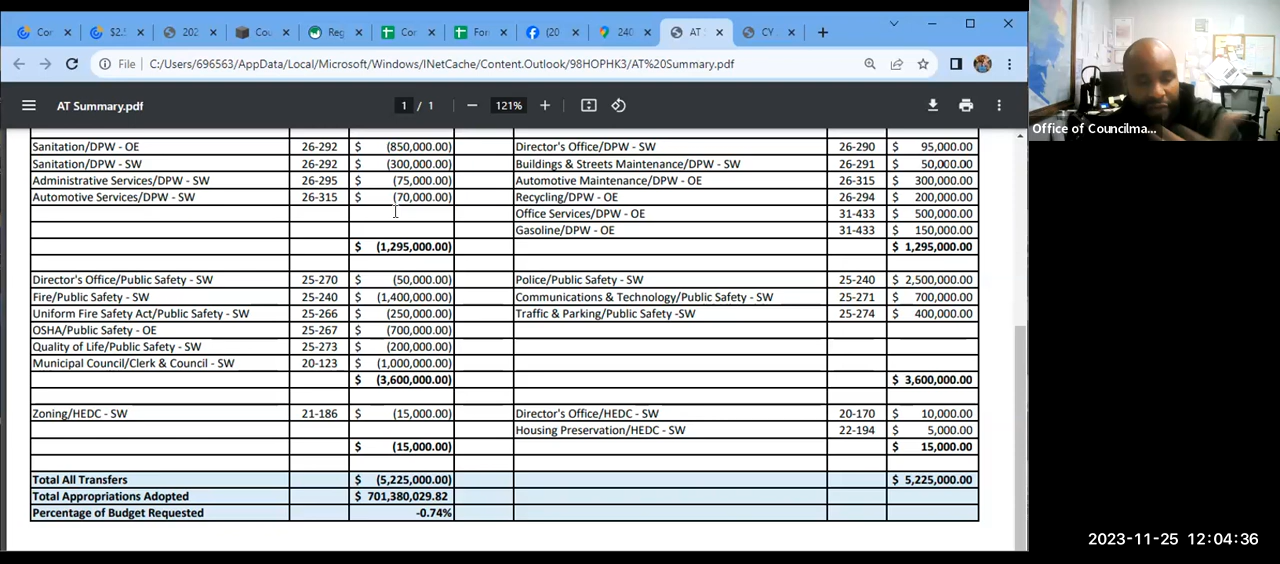 Cor
$2.5
202
Cou
Reg
Cor
For
(20
240
AT S
CY
File C:/Users/696563/AppData/Local/Microsoft/Windows/INetCache/Content.Outlook/98HOPHK3/AT%20Summary.pdf
AT Summary.pdf 1 / 1 121%
Office of Councilma...
Sanitation/DPW - OE 26-292 $ (850,000.00) Director's Office/DPW - SW 26-290 $ 95,000.00
Sanitation/DPW - SW 26-292 $ (300,000.00) Buildings & Streets Maintenance/DPW - SW 26-291 $ 50,000.00
Administrative Services/DPW - SW 26-295 $ (75,000.00) Automotive Maintenance/DPW - OE 26-315 $ 300,000.00
Automotive Services/DPW - SW 26-315 $ (70,000.00) Recycling/DPW - OE 26-294 $ 200,000.00
Office Services/DPW - OE 31-433 $ 500,000.00
Gasoline/DPW - OE 31-433 $ 150,000.00
$ (1,295,000.00) $ 1,295,000.00
Director's Office/Public Safety - SW 25-270 $ (50,000.00) Police/Public Safety - SW 25-240 $ 2,500,000.00
Fire/Public Safety - SW 25-240 $ (1,400,000.00) Communications & Technology/Public Safety - SW 25-271 $ 700,000.00
Uniform Fire Safety Act/Public Safety - SW 25-266 $ (250,000.00) Traffic & Parking/Public Safety -SW 25-274 $ 400,000.00
OSHA/Public Safety - OE 25-267 $ (700,000.00)
Quality of Life/Public Safety - SW 25-273 $ (200,000.00)
Municipal Council/Clerk & Council - SW 20-123 $ (1,000,000.00)
$ (3,600,000.00) $ 3,600,000.00
Zoning/HEDC - SW 21-186 $ (15,000.00) Director's Office/HEDC - SW 20-170 $ 10,000.00
Housing Preservation/HEDC - SW 22-194 $ 5,000.00
$ (15,000.00) $ 15,000.00
Total All Transfers $ (5,225,000.00) $ 5,225,000.00
Total Appropriations Adopted $ 701,380,029.82
Percentage of Budget Requested -0.74%
2023-11-25 12:04:36